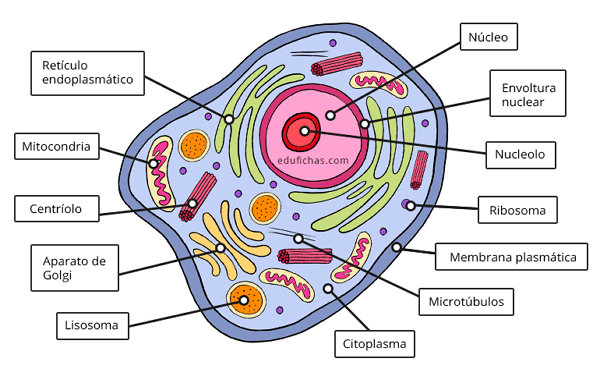 Núcleo
Retículo
endoplasmático
Envoltura
nuclear
Mitocondria
edufichas.com
Nucleolo
Centríolo
Ribosoma
Aparato de
Golgi
Membrana plasmática
Microtúbulos
Lisosoma
Citoplasma